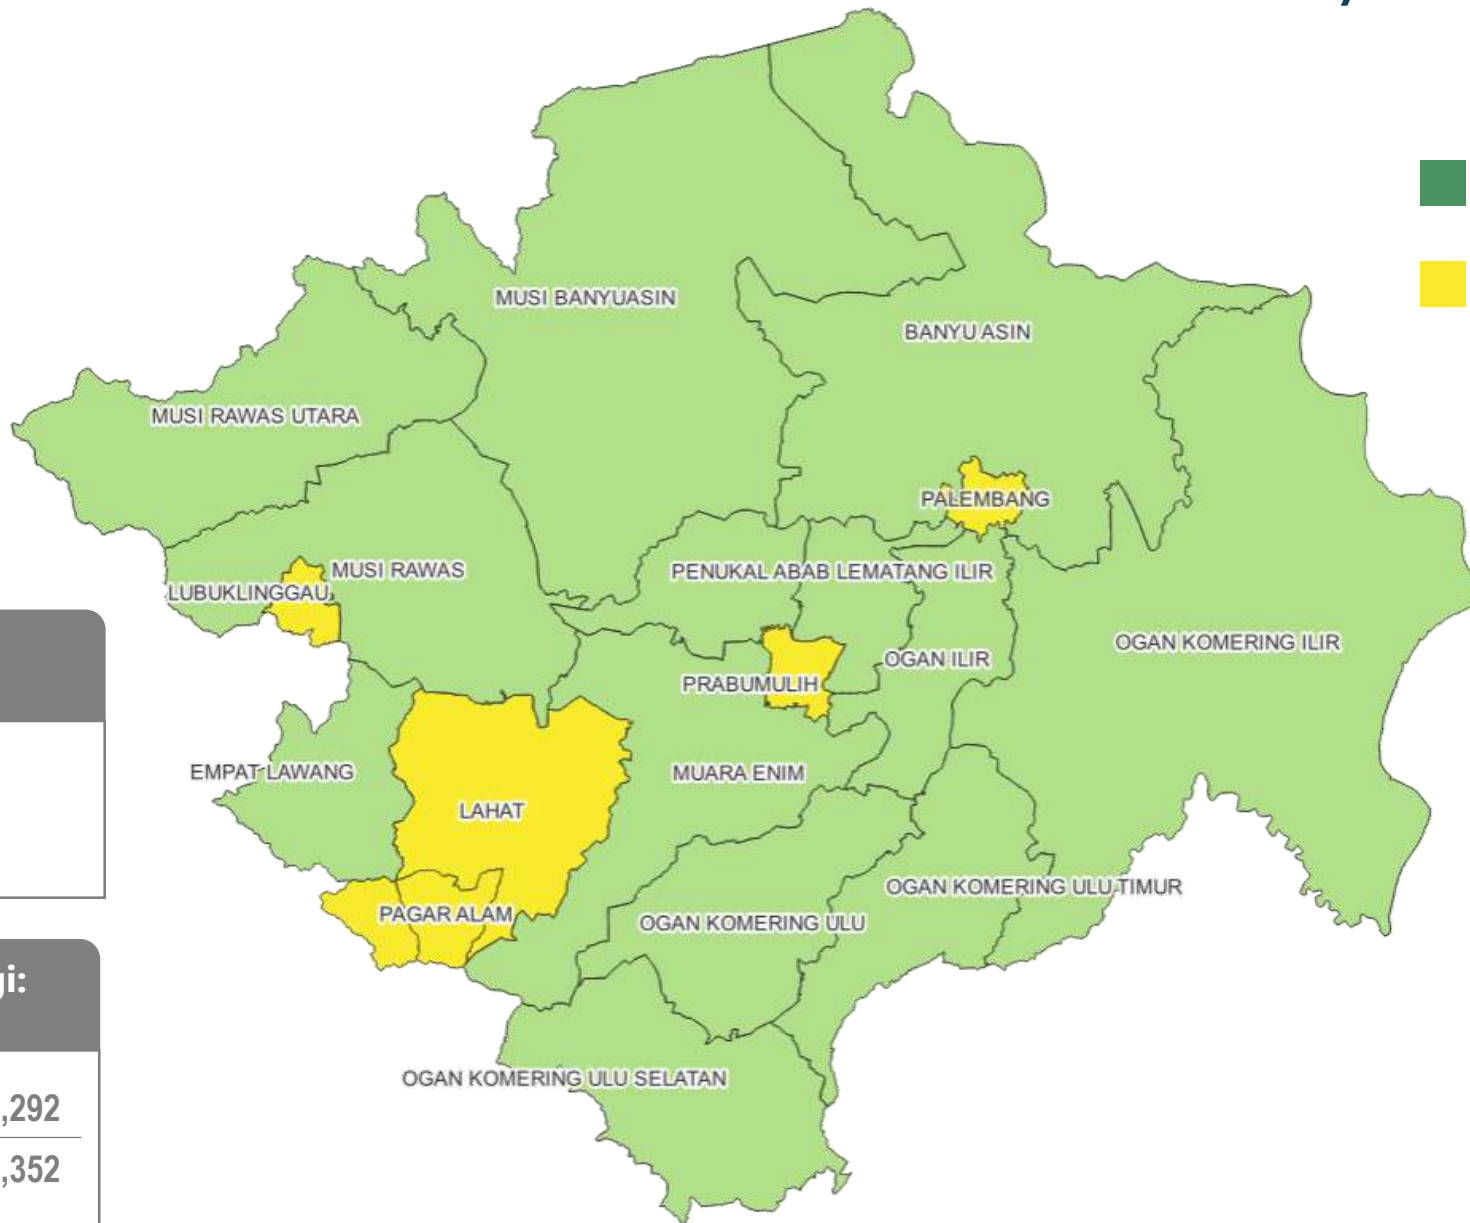 MUSI BANYUASIN
BANYU ASIN
MUSI RAWAS UTARA
PALEMBANG
MUSI RAWAS
PENUKAL ABAB LEMATANG ILIR
LUBUKLINGGAU
OGAN KOMERING ILIR
OGAN ILIR
PRABUMULIH
EMPAT LAWANG
MUARA ENIM
LAHAT
OGAN KOMERING ULU TIMUR
PAGAR ALAM
OGAN KOMERING ULU
gi:
OGAN KOMERING ULU SELATAN
,292
,352